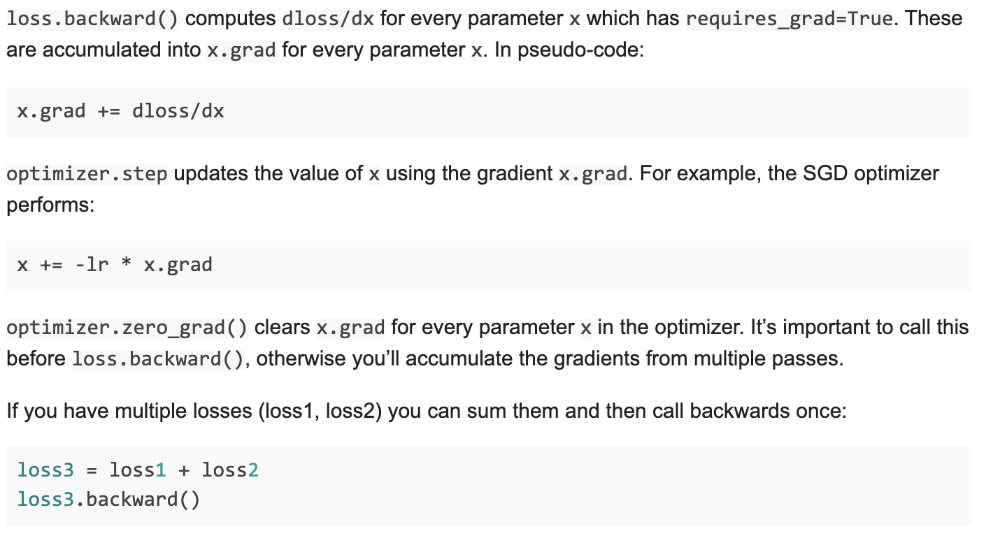 loss.backward() computes dloss/dx for every parameter x which has requires_grad=True. These
are accumulated into x.grad for every parameter x. In pseudo-code:
x.grad += dloss/dx
optimizer.step updates the value of x using the gradient x.grad. For example, the SGD optimizer
performs:
x += -lr * x.grad
optimizer.zero_grad() clears x.grad for every parameter x in the optimizer. It’s important to call this
before loss.backward(), otherwise you’ll accumulate the gradients from multiple passes.
If you have multiple losses (loss1, loss2) you can sum them and then call backwards once:
loss3 = loss1 + loss2
loss3.backward()